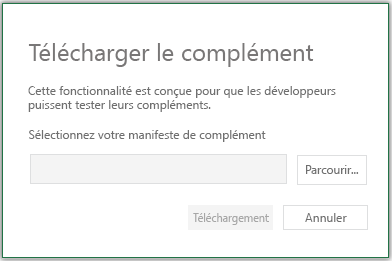 Télécharger le complément
Cette fonctionnalité est conçue pour que les développeurs
puissent tester leurs compléments.
Sélectionnez votre manifeste de complément
Parcourir...
Téléchargement
Annuler